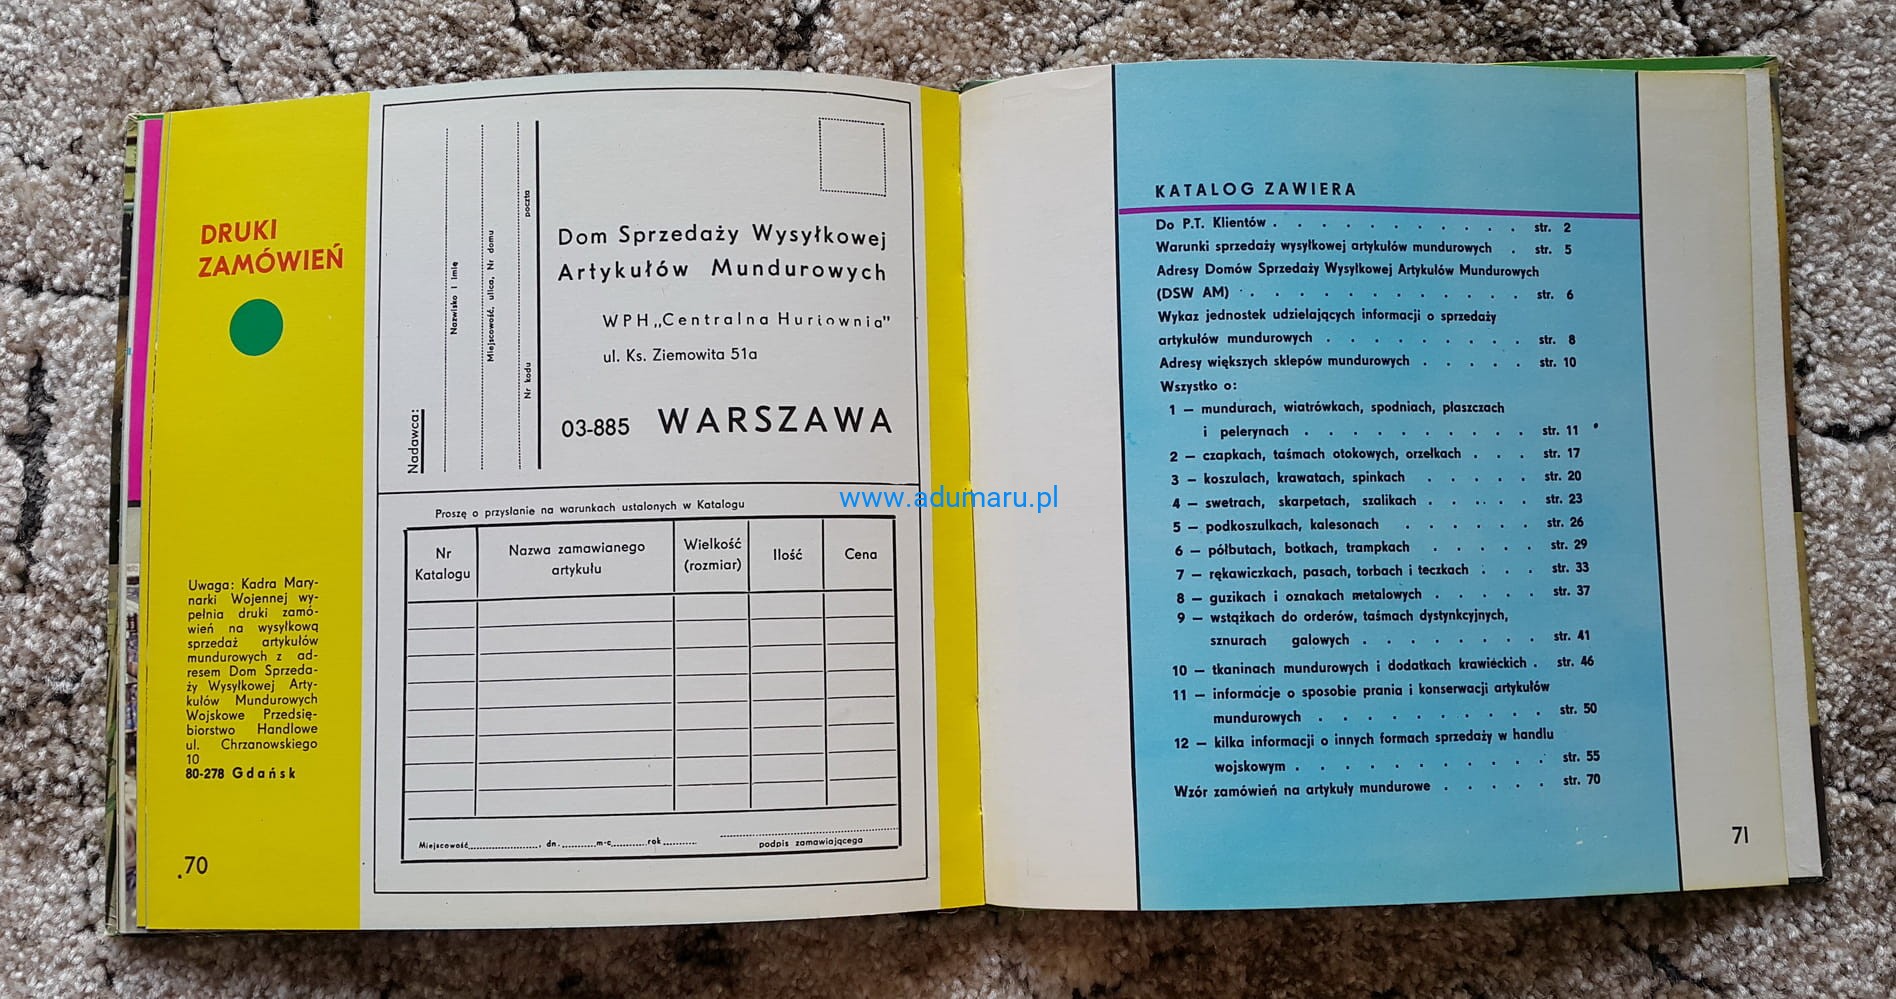 DRUKI
ZAMÓWIEŃ
Uwaga: Kadra Mary-
narki Wojennej wy-
pełnia druki zamó-
wień na wysyłkową
sprzedaż artykułów
mundurowych z ad-
resem Dom Sprzeda-
ży Wysyłkowej Arty-
kułów Mundurowych
Wojskowe Przedsię-
biorstwo Handlowe
ul. Chrzanowskiego
10
80-278 Gdańsk
70
Nadawca:
Nazwisko i imię
Miejscowość, ulica, Nr domu
Nr kodu poczta
Dom Sprzedaży Wysyłkowej
Artykułów Mundurowych
WPH „Centralna Hurtownia"
ul. Ks. Ziemowita 51a
03-885 WARSZAWA
Proszę o przysłanie na warunkach ustalonych w Katalogu
Nr
Katalogu
Nazwa zamawianego
artykułu
Wielkość
(rozmiar)
Ilość
Cena
Miejscowość..................., dn. .........m-c.........rok.........
podpis zamawiającego
www.adumaru.pl
KATALOG ZAWIERA
Do P.T. Klientów . . . . . . . . . . . str. 2
Warunki sprzedaży wysyłkowej artykułów mundurowych . str. 5
Adresy Domów Sprzedaży Wysyłkowej Artykułów Mundurowych
(DSW AM) . . . . . . . . . . . . str. 6
Wykaz jednostek udzielających informacji o sprzedaży
artykułów mundurowych . . . . . . . . . str. 8
Adresy większych sklepów mundurowych . . . . . str. 10
Wszystko o:
1 — mundurach, wiatrówkach, spodniach, płaszczach
i pelerynach . . . . . . . . . . str. 11
2 — czapkach, taśmach otokowych, orzełkach . . . str. 17
3 — koszulach, krawatach, spinkach . . . . . str. 20
4 — swetrach, skarpetach, szalikach . . . . . str. 23
5 — podkoszulkach, kalesonach . . . . . . str. 26
6 — półbutach, botkach, trampkach . . . . . str. 29
7 — rękawiczkach, pasach, torbach i teczkach . . . str. 33
8 — guzikach i oznakach metalowych . . . . . str. 37
9 — wstążkach do orderów, taśmach dystynkcyjnych,
sznurach galowych . . . . . . . . str. 41
10 — tkaninach mundurowych i dodatkach krawieckich . str. 46
11 — informacje o sposobie prania i konserwacji artykułów
mundurowych . . . . . . . . . . str. 50
12 — kilka informacji o innych formach sprzedaży w handlu
wojskowym . . . . . . . . . . . str. 55
Wzór zamówień na artykuły mundurowe . . . . . str. 70
71